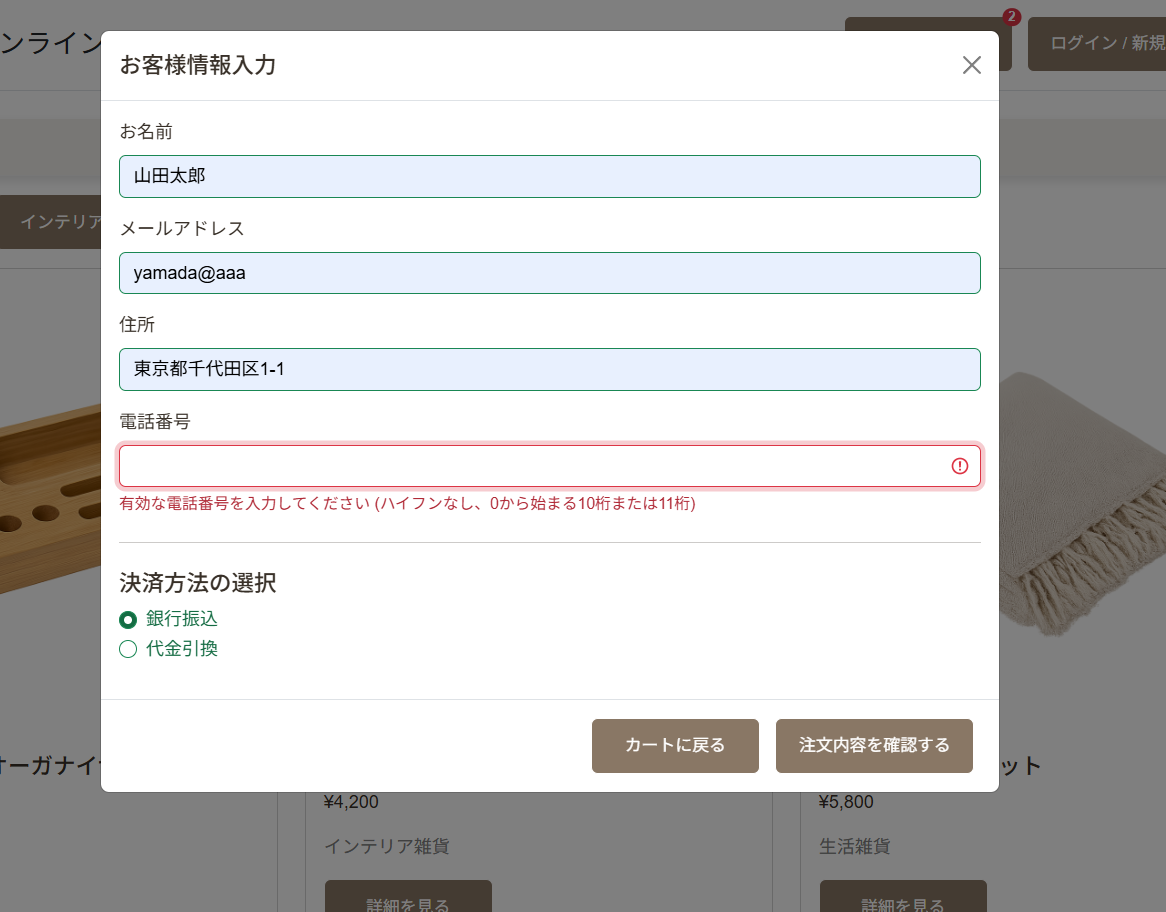 ンライン
2
ログイン / 新規
お客様情報入力
お名前
山田太郎
メールアドレス
yamada@aaa
インテリア
住所
東京都千代田区1-1
電話番号
有効な電話番号を入力してください (ハイフンなし、0から始まる10桁または11桁)
決済方法の選択
銀行振込
代金引換
カートに戻る
注文内容を確認する
オーガナイ
ット
¥4,200
¥5,800
インテリア雑貨
生活雑貨
詳細を見る
詳細を見る